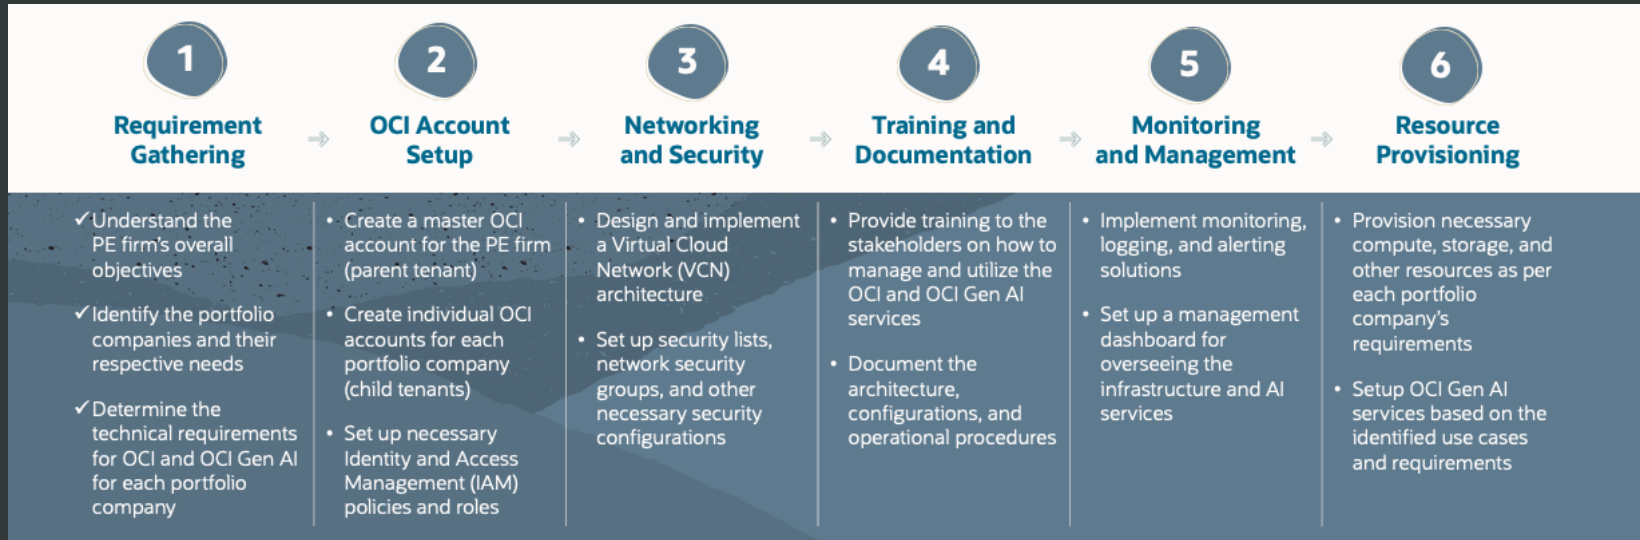 1
Requirement
Gathering
✓ Understand the
PE firm's overall
objectives
✓ Identify the portfolio
companies and their
respective needs
✓ Determine the
technical requirements
for OCI and OCI Gen AI
for each portfolio
company
2
OCI Account
Setup
• Create a master OCI
account for the PE firm
(parent tenant)
• Create individual OCI
accounts for each
portfolio company
(child tenants)
• Set up necessary
Identity and Access
Management (IAM)
policies and roles
3
Networking
and Security
• Design and implement
a Virtual Cloud
Network (VCN)
architecture
• Set up security lists,
network security
groups, and other
necessary security
configurations
4
Training and
Documentation
• Provide training to the
stakeholders on how to
manage and utilize the
OCI and OCI Gen AI
services
• Document the
architecture,
configurations, and
operational procedures
5
Monitoring
and Management
• Implement monitoring,
logging, and alerting
solutions
• Set up a management
dashboard for
overseeing the
infrastructure and AI
services
6
Resource
Provisioning
• Provision necessary
compute, storage, and
other resources as per
each portfolio
company's
requirements
• Setup OCI Gen AI
services based on the
identified use cases
and requirements